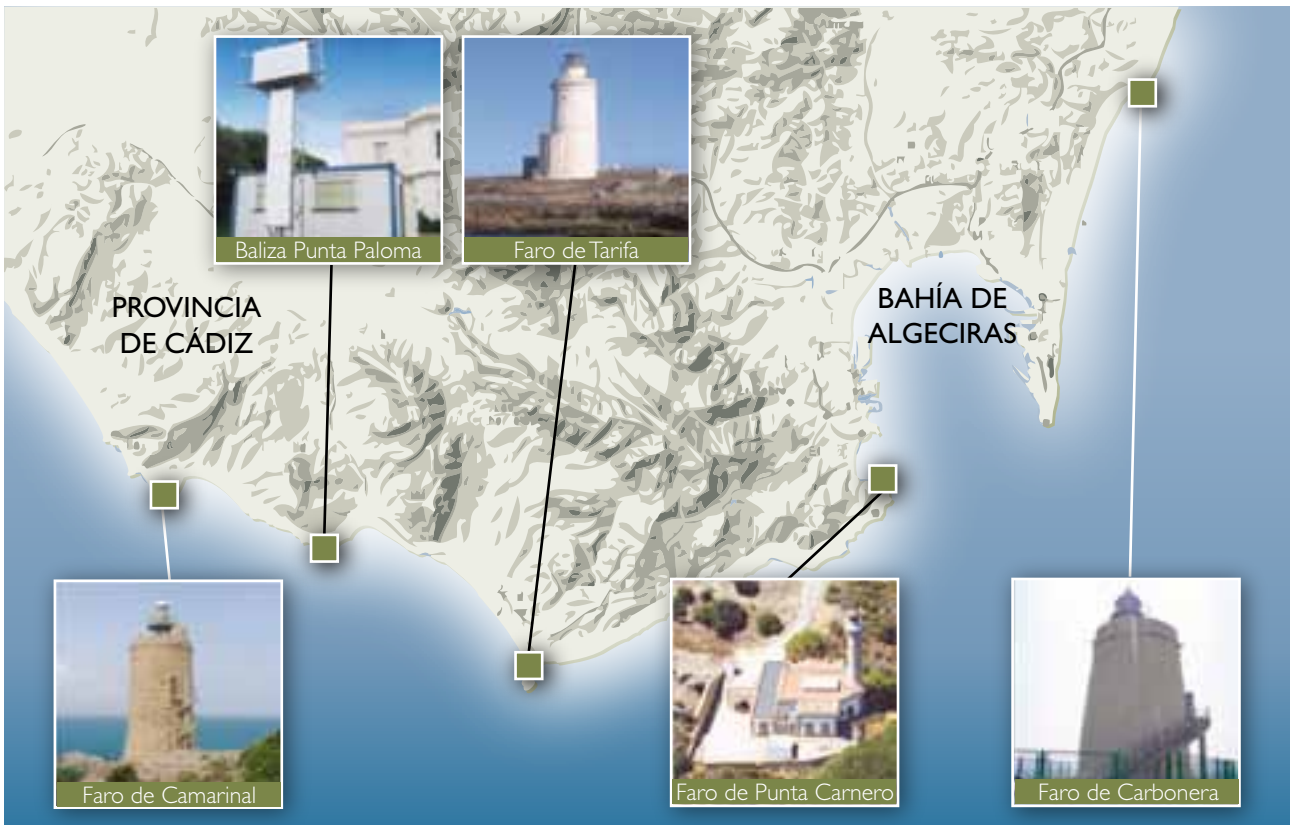 Baliza Punta Paloma
Faro de Tarifa
PROVINCIA
DE CÁDIZ
BAHÍA DE
ALGECIRAS
Faro de Camarinal
Faro de Punta Carnero
Faro de Carbonera